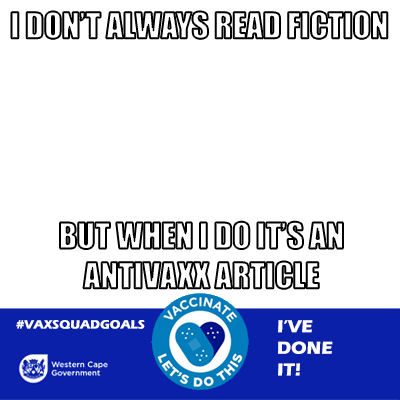 I DON'T ALWAYS READ FICTION
BUT WHEN I DO IT'S AN
ANTIVAXX ARTICLE
#VAXSQUADGOALS
Western Cape
Government
VACCINATE
LET'S DO THIS
I'VE
DONE
IT!